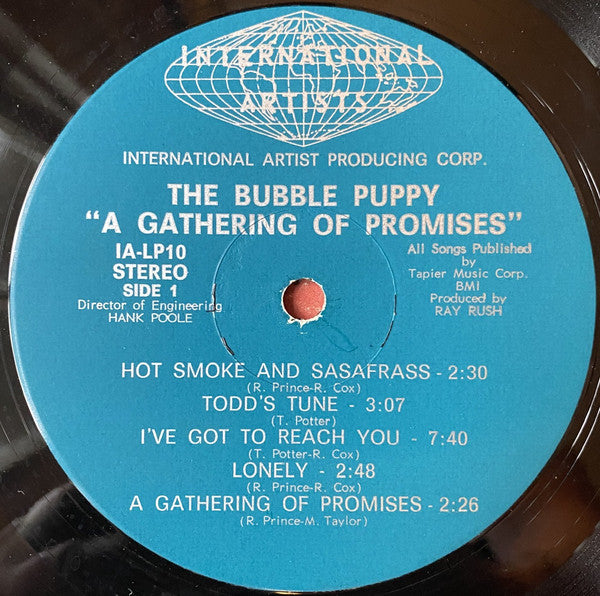 INTERNATIONAL
ARTISTS
INTERNATIONAL ARTIST PRODUCING CORP.
THE BUBBLE PUPPY
"A GATHERING OF PROMISES"
IA-LP10
STEREO
SIDE 1
Director of Engineering
HANK POOLE
All Songs Published
by
Tapier Music Corp.
BMI
Produced by
RAY RUSH
HOT SMOKE AND SASAFRASS - 2:30
(R. Prince-R. Cox)
TODD'S TUNE - 3:07
(T. Potter)
I'VE GOT TO REACH YOU - 7:40
(T. Potter-R. Cox)
LONELY - 2:48
(R. Prince-R. Cox)
A GATHERING OF PROMISES - 2:26
(R. Prince-M. Taylor)